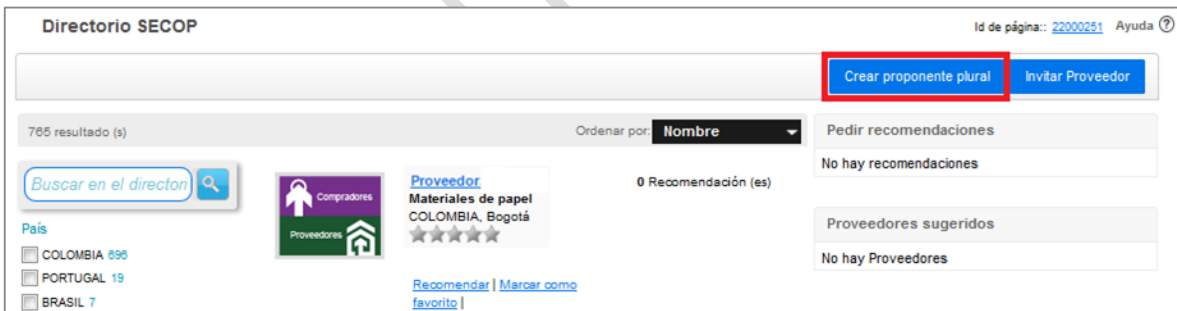 Directorio SECOP
Id de página:: 22000251 Ayuda ?
Crear proponente plural Invitar Proveedor
765 resultado (s)
Ordenar por: Nombre
Pedir recomendaciones
No hay recomendaciones
Buscar en el director
Compradores
Proveedores
Proveedor
Materiales de papel
COLOMBIA, Bogotá
0 Recomendación (es)
País
COLOMBIA 696
PORTUGAL 19
BRASIL 7
Recomendar | Marcar como
favorito |
Proveedores sugeridos
No hay Proveedores